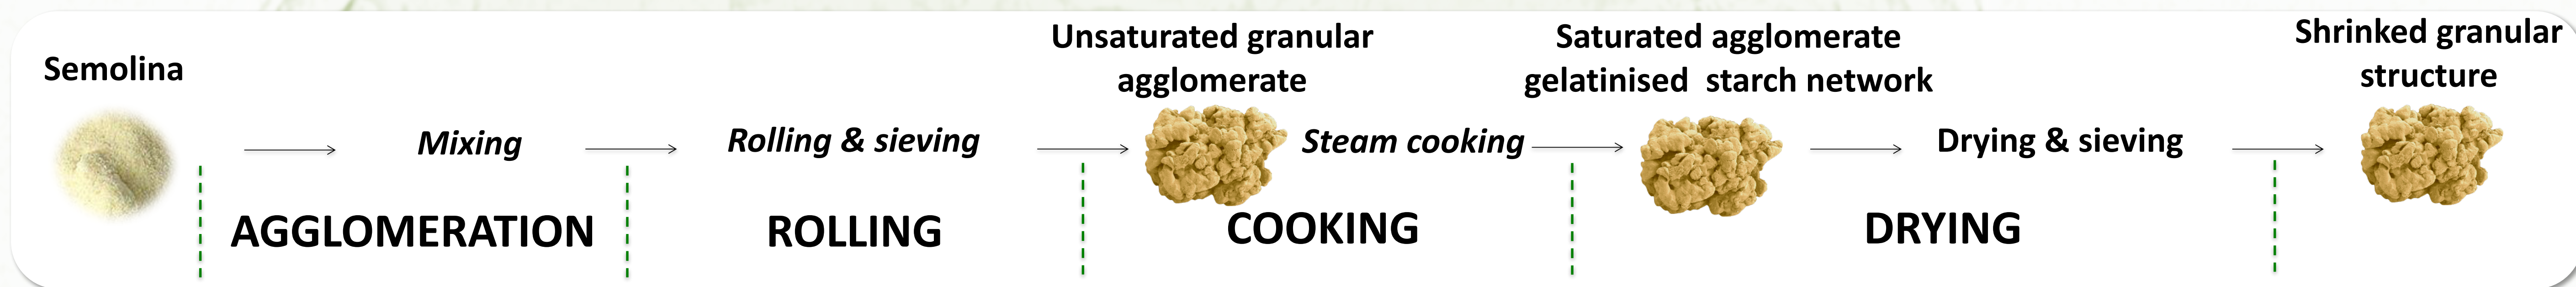 Semolina
Mixing
AGGLOMERATION
Rolling & sieving
ROLLING
Unsaturated granular
agglomerate
Steam cooking
COOKING
Saturated agglomerate
gelatinised starch network
Drying & sieving
DRYING
Shrinked granular
structure